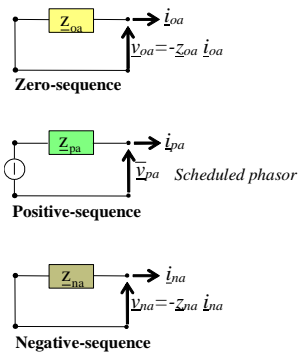 z_oa
i_oa
v_oa=-z_oa i_oa
Zero-sequence
z_pa
i_pa
v_pa Scheduled phasor
Positive-sequence
z_na
i_na
v_na=-z_na i_na
Negative-sequence